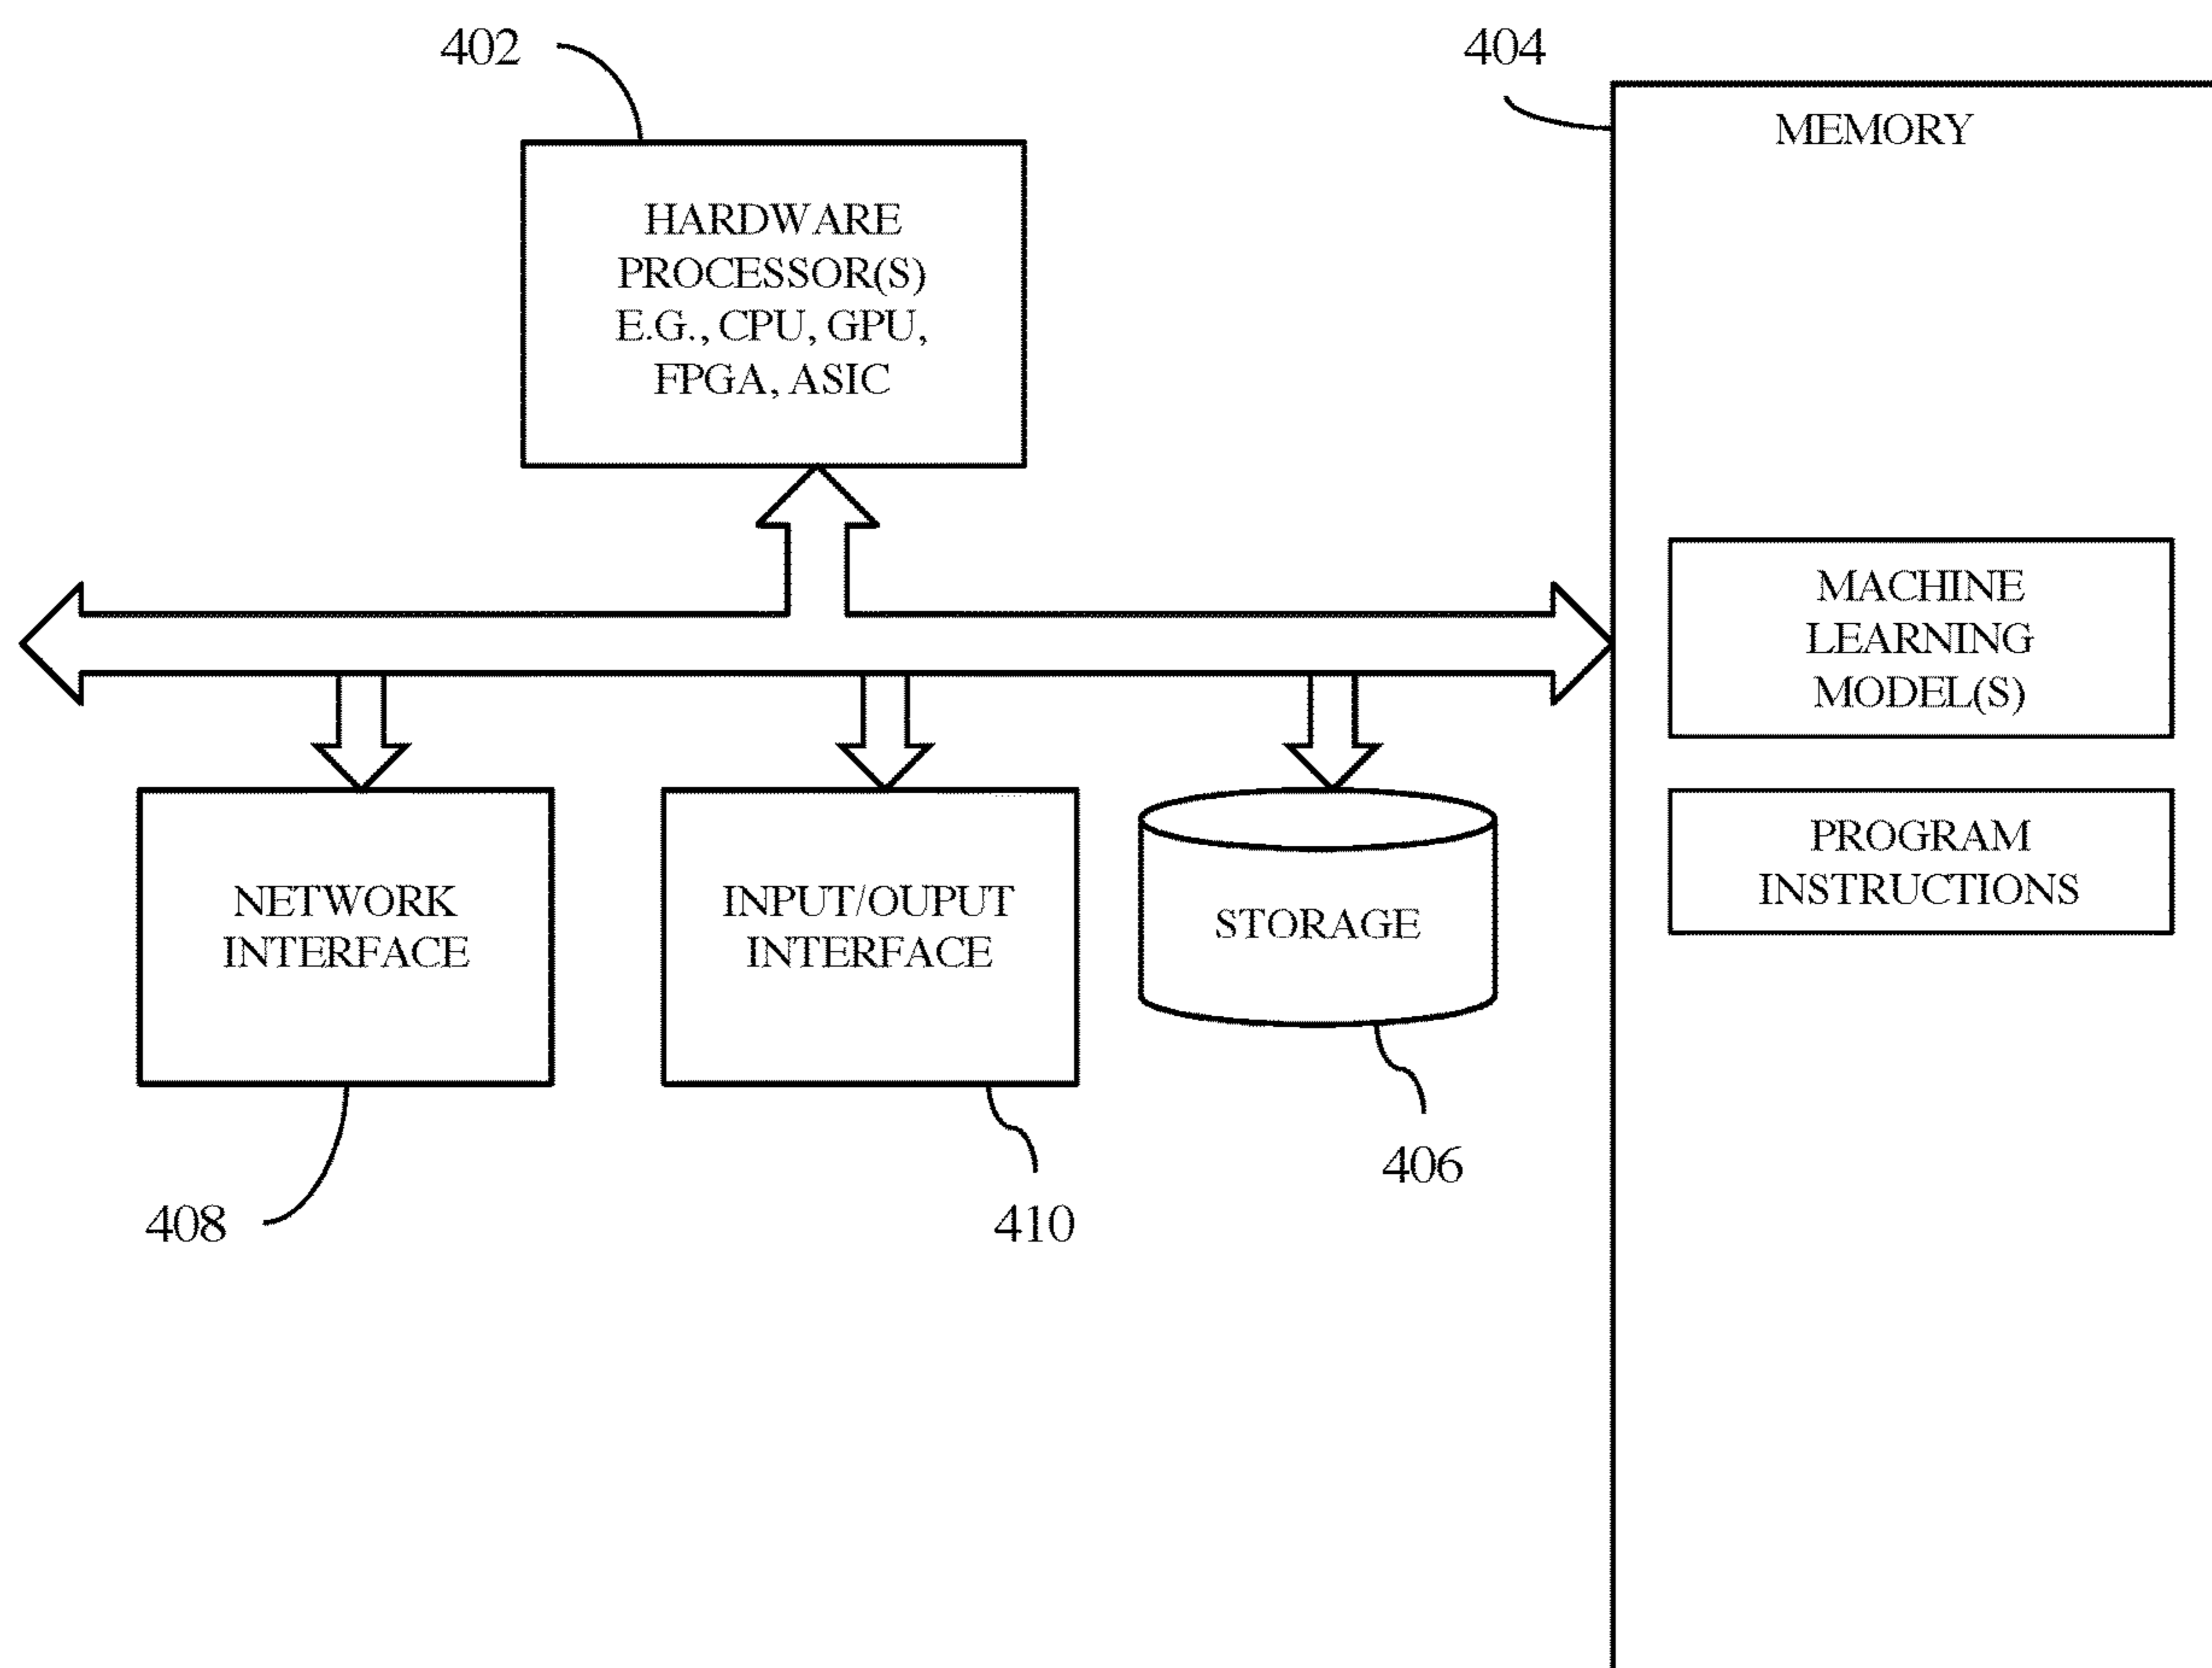 402
404
MEMORY
HARDWARE
PROCESSOR(S)
E.G., CPU, GPU,
FPGA, ASIC
MACHINE
LEARNING
MODEL(S)
PROGRAM
INSTRUCTIONS
NETWORK
INTERFACE
INPUT/OUPUT
INTERFACE
STORAGE
406
408
410